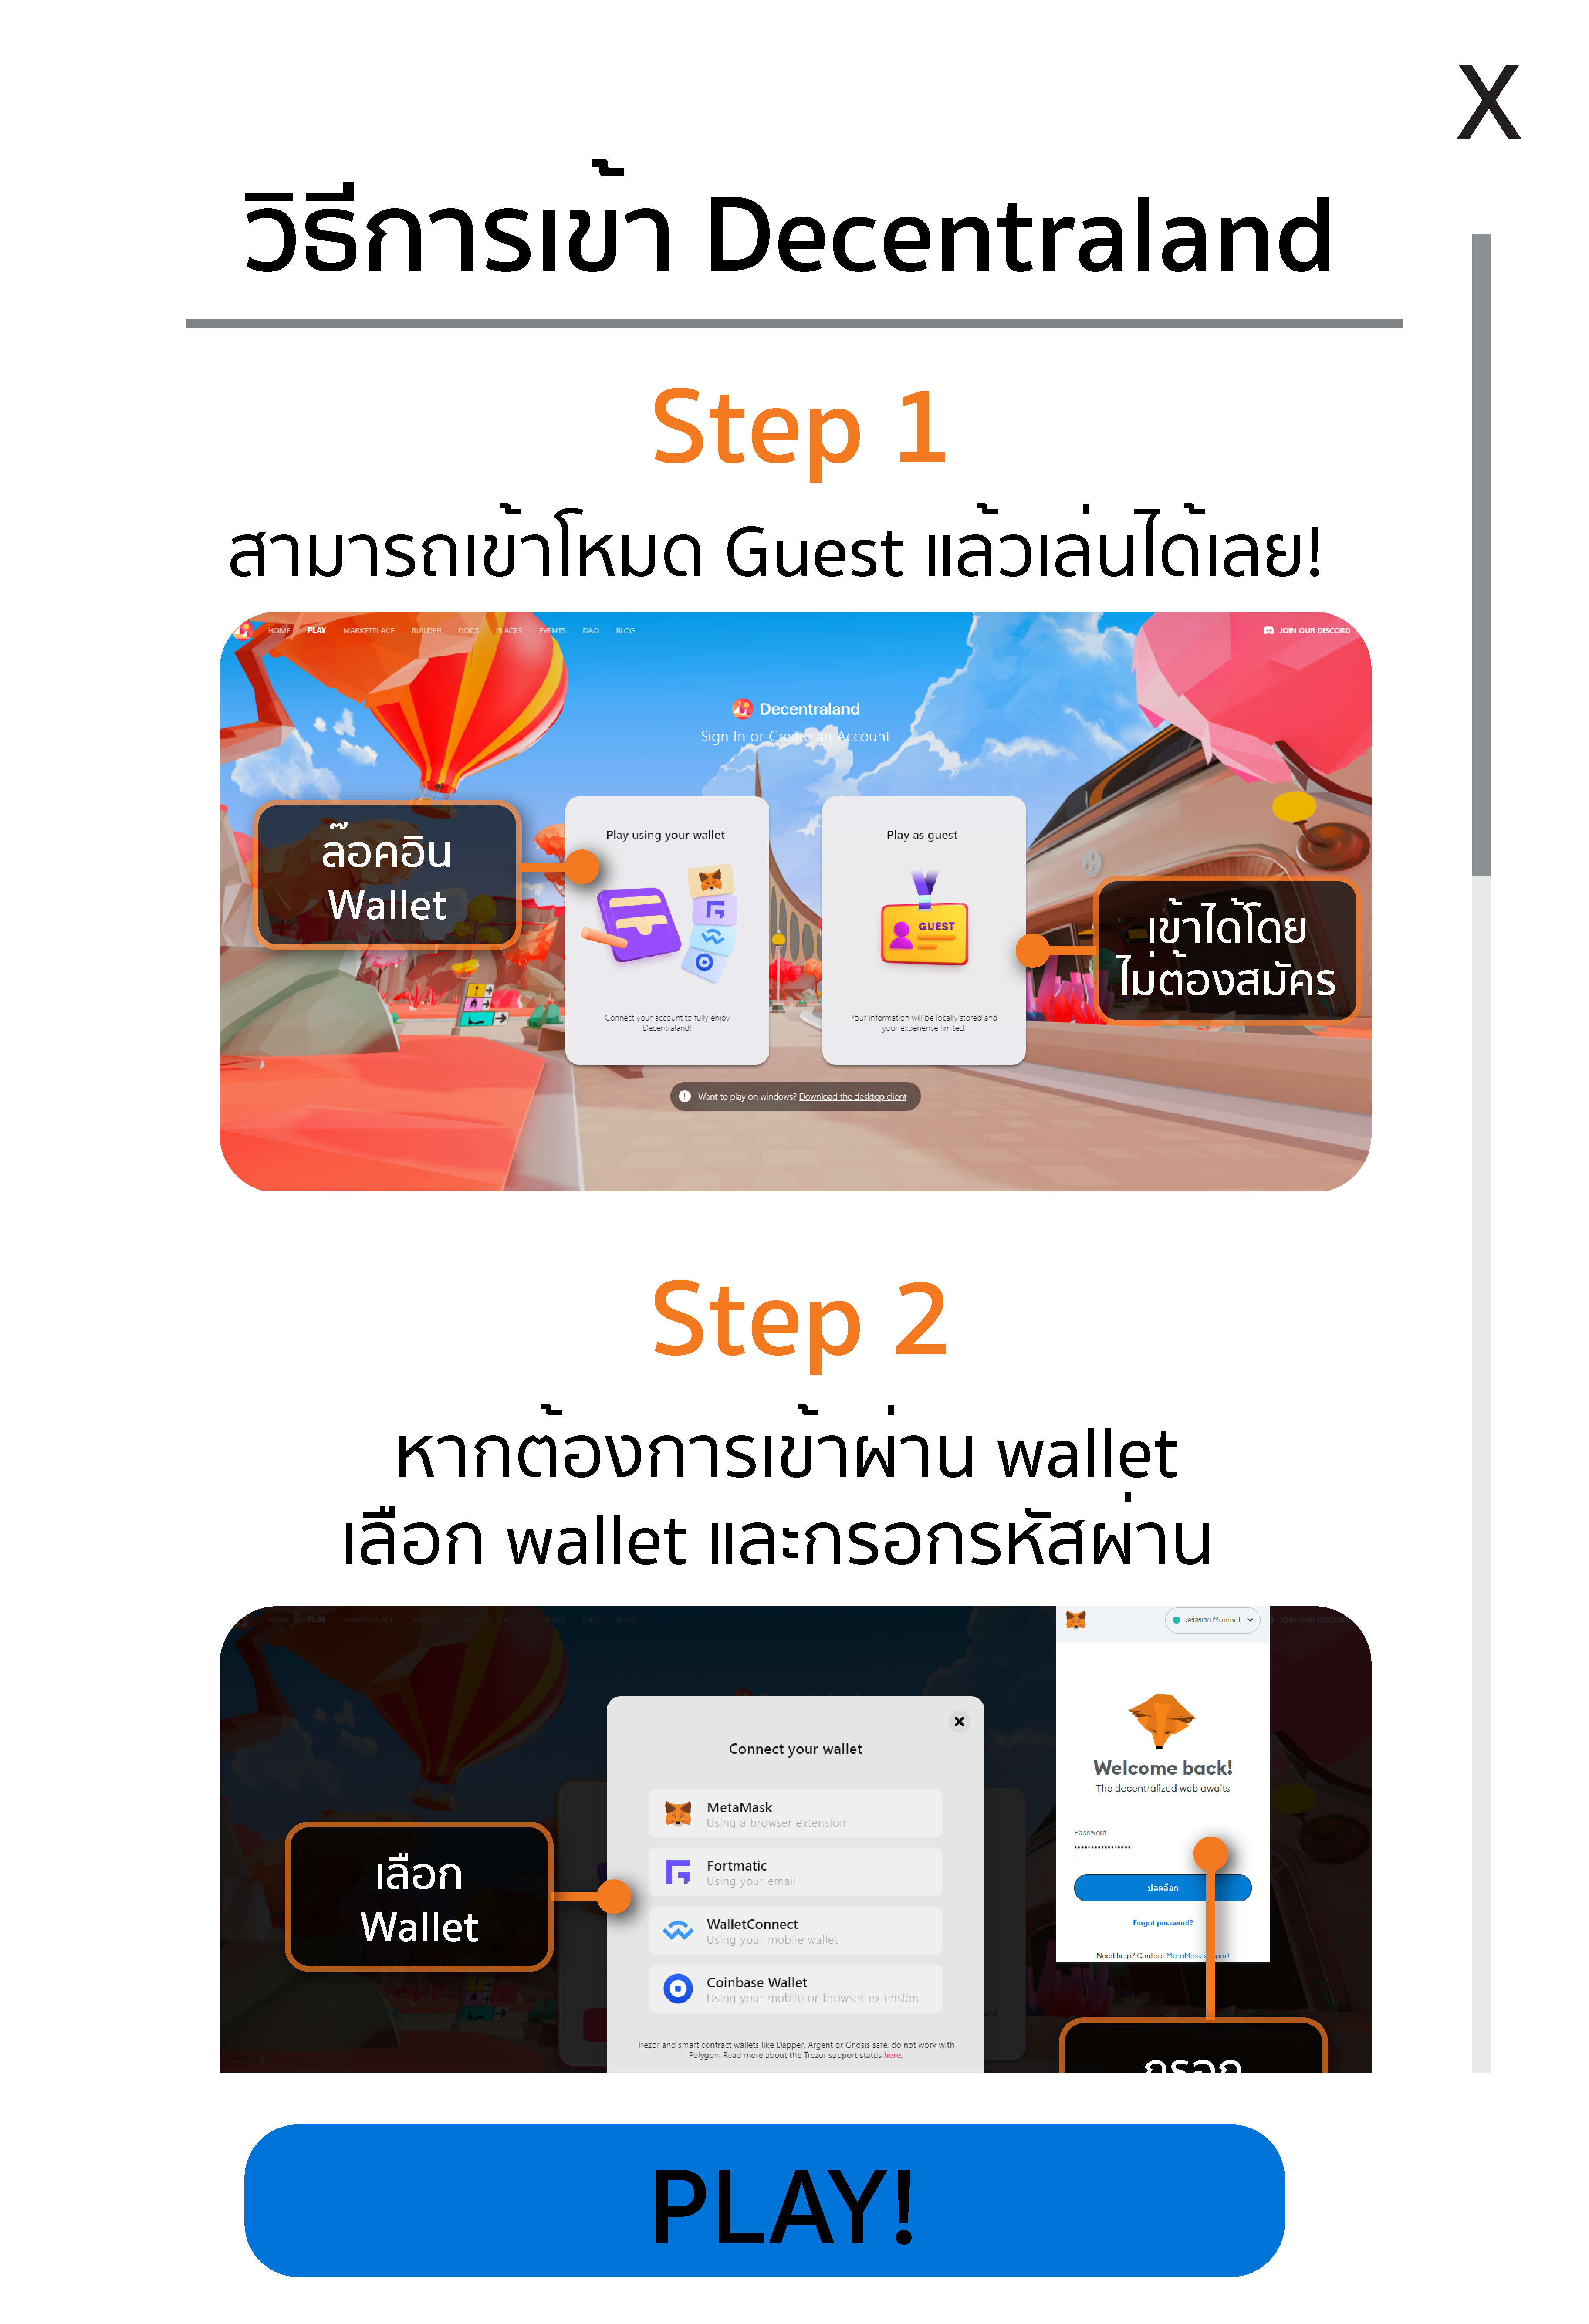 X
วิธีการเข้า Decentraland
Step 1
สามารถเข้าโหมด Guest แล้วเล่นได้เลย!
HOME PLAY MARKETPLACE BUILDER DOCS PLACES EVENTS DAO BLOG JOIN OUR DISCORD
Decentraland
Sign In or Create an Account
ล๊อคอิน
Wallet
Play using your wallet
Connect your account to fully enjoy
Decentraland!
Play as guest
GUEST
Your information will be locally stored and
your experience limited.
เข้าได้โดย
ไม่ต้องสมัคร
Want to play on windows? Download the desktop client
Step 2
หากต้องการเข้าผ่าน wallet
เลือก wallet และกรอกรหัสผ่าน
HOME PLAY MARKETPLACE BUILDER DOCS PLACES EVENTS DAO BLOG
เลือก
Wallet
Connect your wallet
MetaMask
Using a browser extension
Fortmatic
Using your email
WalletConnect
Using your mobile wallet
Coinbase Wallet
Using your mobile or browser extension
Trezor and smart contract wallets like Dapper, Argent or Gnosis safe, do not work with
Polygon. Read more about the Trezor support status here.
เครือข่าย Mainnet
JOIN OUR DISCORD
Welcome back!
The decentralized web awaits
Password
ปลดล็อก
Forgot password?
Need help? Contact MetaMask support
กรอก
PLAY!